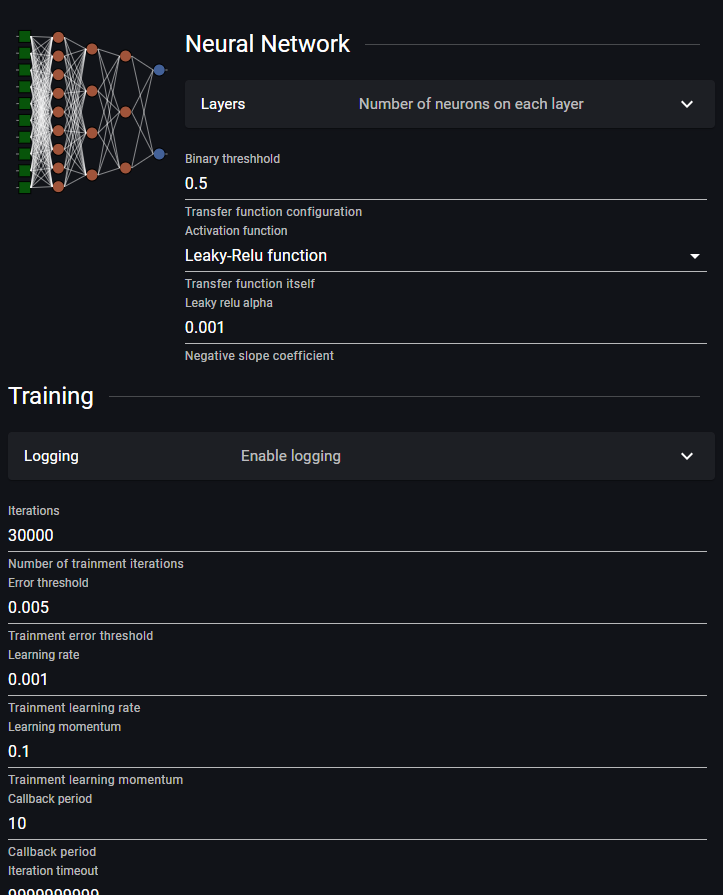 Neural Network
Layers Number of neurons on each layer
Binary threshhold
0.5
Transfer function configuration
Activation function
Leaky-Relu function
Transfer function itself
Leaky relu alpha
0.001
Negative slope coefficient
Training
Logging Enable logging
Iterations
30000
Number of trainment iterations
Error threshold
0.005
Trainment error threshold
Learning rate
0.001
Trainment learning rate
Learning momentum
0.1
Trainment learning momentum
Callback period
10
Callback period
Iteration timeout